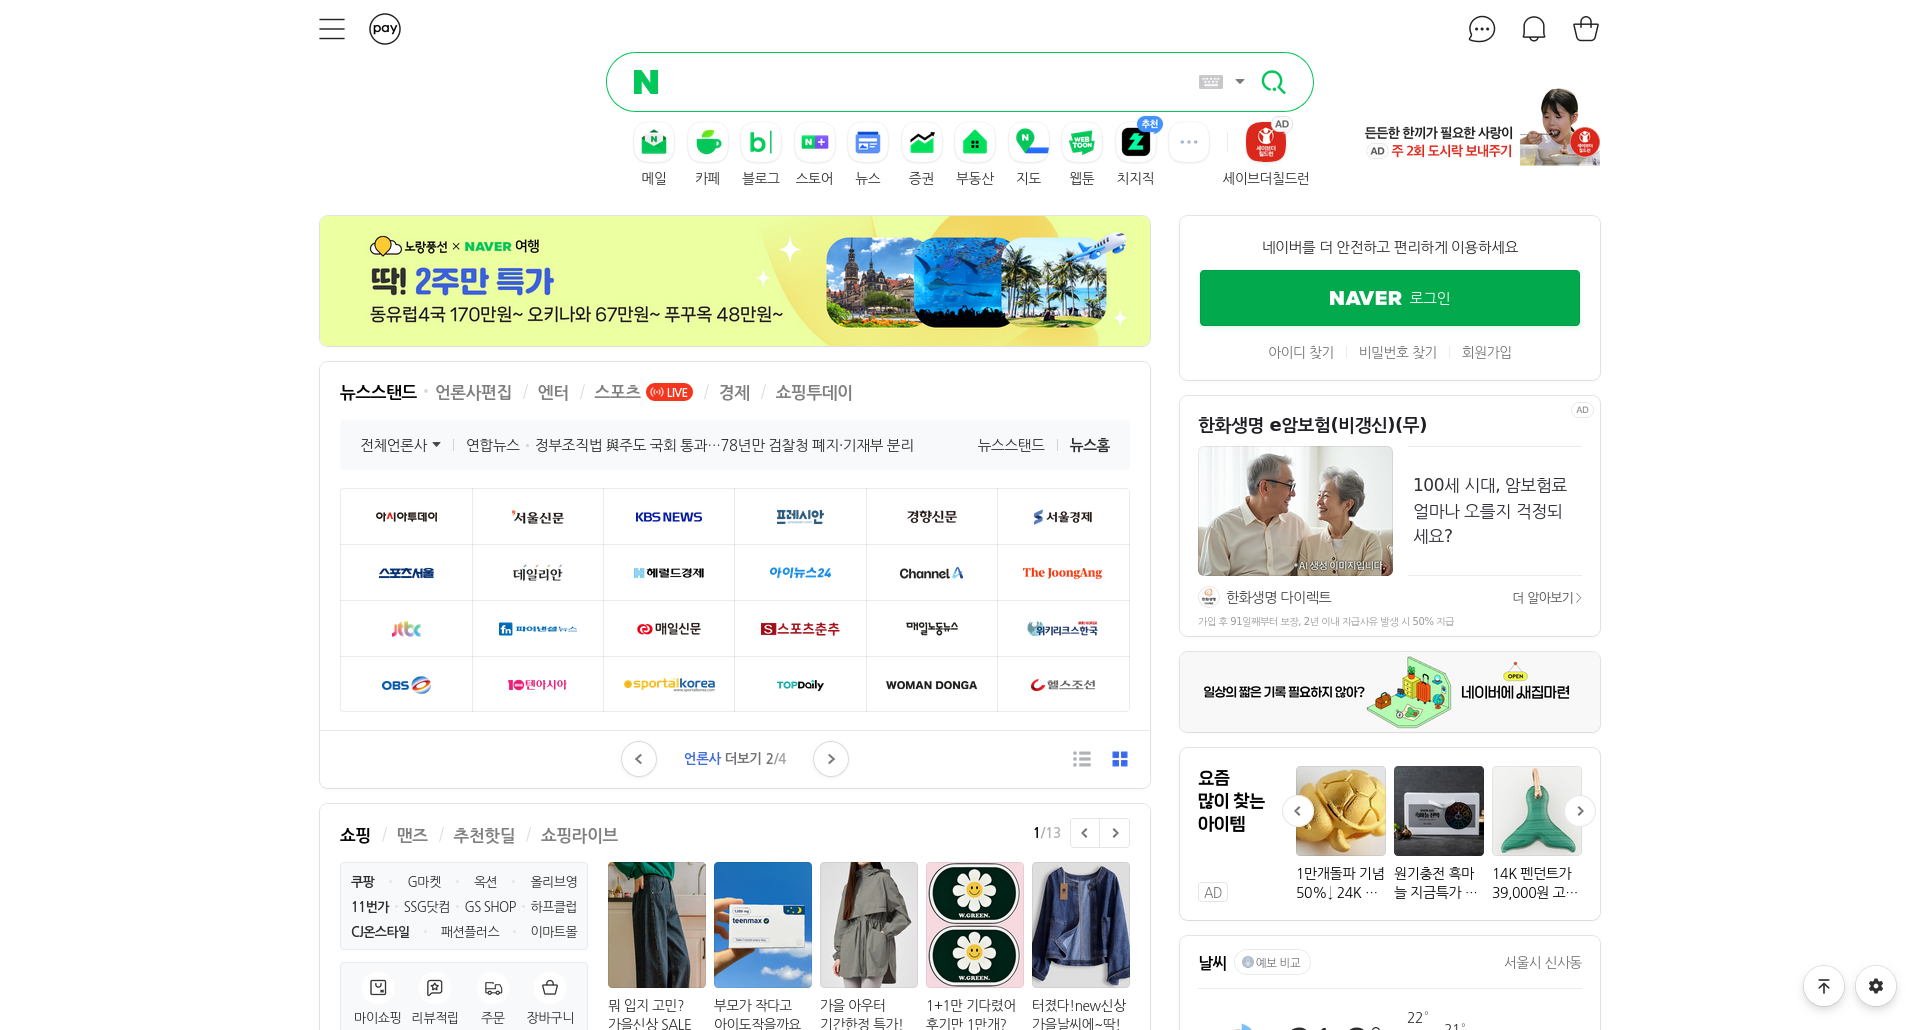 pay
N
메일
카페
블로그
스토어
뉴스
증권
부동산
지도
웹툰
추천
치지직
AD
세이브더칠드런
든든한 한끼가 필요한 사랑이
AD 주 2회 도시락 보내주기
노랑풍선 × NAVER 여행
딱! 2주만 특가
동유럽4국 170만원~ 오키나와 67만원~ 푸꾸옥 48만원~
네이버를 더 안전하고 편리하게 이용하세요
NAVER 로그인
아이디 찾기
비밀번호 찾기
회원가입
뉴스스탠드 언론사편집 / 엔터 / 스포츠 LIVE / 경제 / 쇼핑투데이
전체언론사 연합뉴스 정부조직법 與주도 국회 통과…78년만 검찰청 폐지·기재부 분리 뉴스스탠드 뉴스홈
아시아투데이 서울신문 KBS NEWS 프레시안 경향신문 서울경제
스포츠서울 데일리안 헤럴드경제 아이뉴스24 Channel A The JoongAng
jtbc fn 파이낸셜뉴스 매일신문 S스포츠춘추 매일노동뉴스 위키리크스한국
OBS 10 텐아시아 sportalkorea TOPDaily WOMAN DONGA 헬스조선
언론사 더보기 2/4
AD
한화생명 e암보험(비갱신)(무)
100세 시대, 암보험료
얼마나 오를지 걱정되
세요?
*AI 생성 이미지입니다.
한화생명 다이렉트
더 알아보기
가입 후 91일째부터 보장, 2년 이내 지급사유 발생 시 50% 지급
일상의 짧은 기록 필요하지 않아?
OPEN
네이버에 새집마련
요즘
많이 찾는
아이템
AD
1만개돌파 기념
50%↓ 24K …
원기충전 흑마
늘 지금특가 …
14K 펜던트가
39,000원 고…
쇼핑 / 맨즈 / 추천핫딜 / 쇼핑라이브
1/13
쿠팡 G마켓 옥션 올리브영
11번가 SSG닷컴 GS SHOP 하프클럽
CJ온스타일 패션플러스 이마트몰
마이쇼핑 리뷰적립 주문 장바구니
teenmax
W.GREEN.
W.GREEN.
뭐 입지 고민?
가을신상 SALE
부모가 작다고
아이도작을까요
가을 아우터
기간한정 특가!
1+1만 기다렸어
후기만 1만개?
터졌다!new신상
가을날씨에~딱!
날씨 예보 비교
서울시 신사동
22°
21°